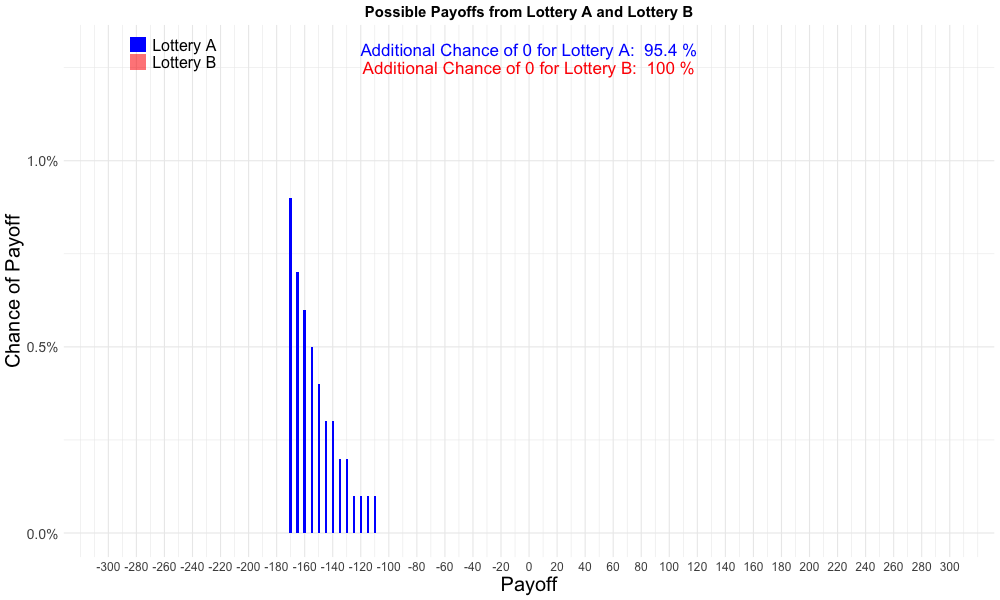 Possible Payoffs from Lottery A and Lottery B
Lottery A
Lottery B
Additional Chance of 0 for Lottery A: 95.4 %
Additional Chance of 0 for Lottery B: 100 %
Chance of Payoff
1.0%
0.5%
0.0%
-300 -280 -260 -240 -220 -200 -180 -160 -140 -120 -100 -80 -60 -40 -20 0 20 40 60 80 100 120 140 160 180 200 220 240 260 280 300
Payoff